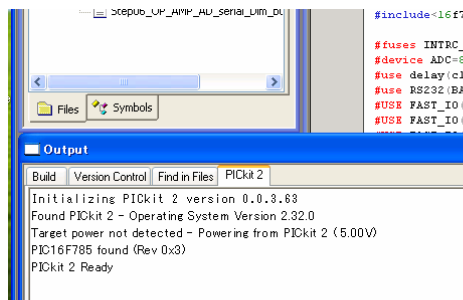 Step06_OP_AMP_AD_serial_Dim_
Files
Symbols
#include<16f7
#fuses INTRC_
#device ADC=8
#use delay(cl
#use RS232(BA
#USE FAST_IO(
#USE FAST_IO(
Output
Build
Version Control
Find in Files
PICkit 2
Initializing PICkit 2 version 0.0.3.63
Found PICkit 2 - Operating System Version 2.32.0
Target power not detected - Powering from PICkit 2 (5.00V)
PIC16F785 found (Rev 0x3)
PICkit 2 Ready